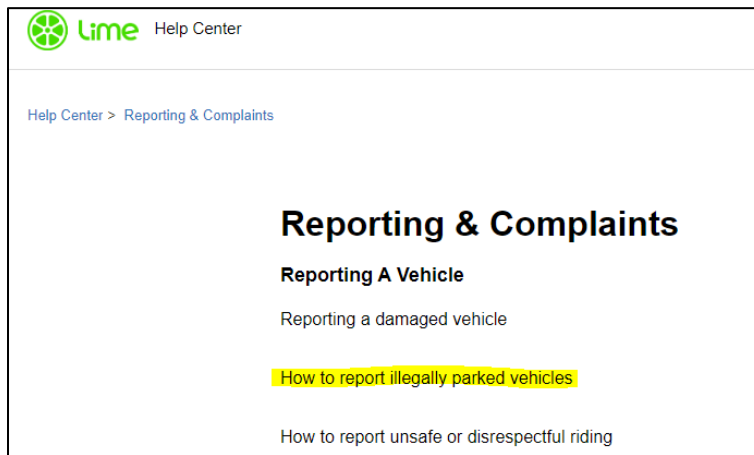 Lime Help Center
Help Center > Reporting & Complaints
Reporting & Complaints
Reporting A Vehicle
Reporting a damaged vehicle
How to report illegally parked vehicles
How to report unsafe or disrespectful riding